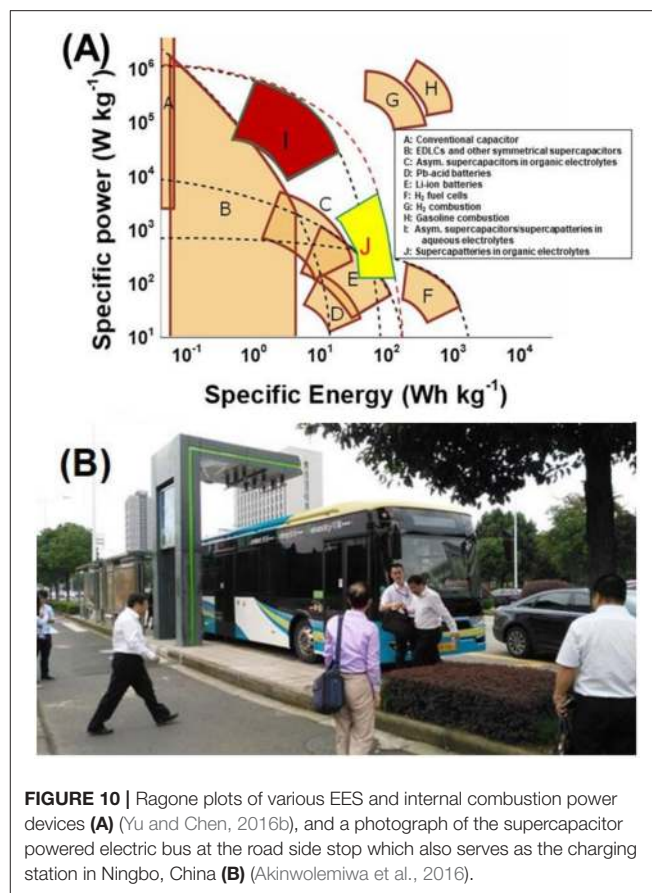 (A)
Specific power (W kg⁻¹)
10⁶
10⁵
10⁴
10³
10²
10¹
A
B
C
D
E
F
G
H
I
J
A: Conventional capacitor
B: EDLCs and other symmetrical supercapacitors
C: Asym. supercapacitors in organic electrolytes
D: Pb-acid batteries
E: Li-ion batteries
F: H₂ fuel cells
G: H₂ combustion
H: Gasoline combustion
I: Asym. supercapacitors/supercapatteries in
aqueous electrolytes
J: Supercapatteries in organic electrolytes
10⁻¹
10⁰
10¹
10²
10³
10⁴
Specific Energy (Wh kg⁻¹)
(B)
FIGURE 10 | Ragone plots of various EES and internal combustion power
devices (A) (Yu and Chen, 2016b), and a photograph of the supercapacitor
powered electric bus at the road side stop which also serves as the charging
station in Ningbo, China (B) (Akinwolemiwa et al., 2016).